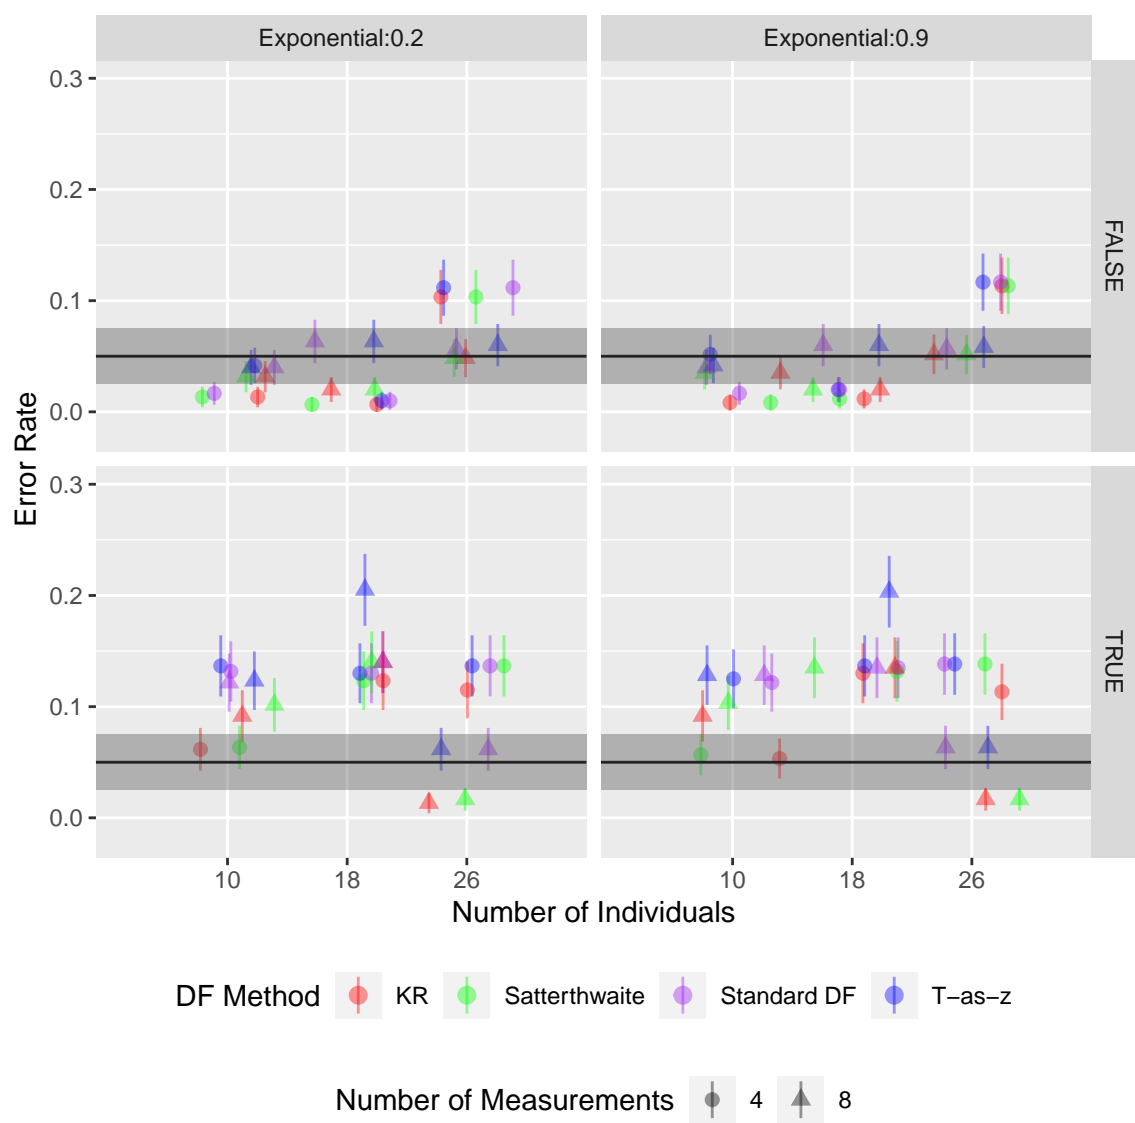 Exponential:0.2
Exponential:0.9
0.3
0.2
0.1
0.0
FALSE
Error Rate
0.3
0.2
0.1
0.0
TRUE
10 18 26
10 18 26
Number of Individuals
DF Method KR Satterthwaite Standard DF T−as−z
Number of Measurements 4 8